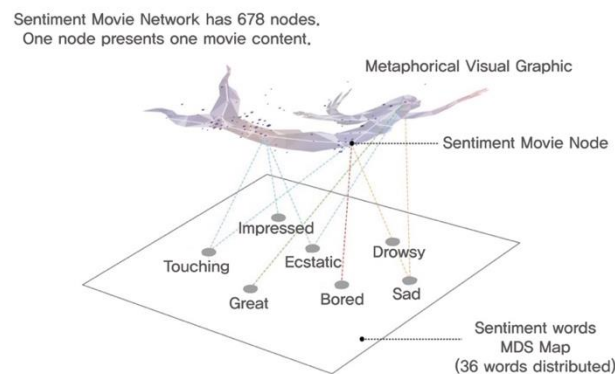 Sentiment Movie Network has 678 nodes.
One node presents one movie content.
Metaphorical Visual Graphic
Sentiment Movie Node
Impressed
Touching
Ecstatic
Drowsy
Great
Bored
Sad
Sentiment words
MDS Map
(36 words distributed)